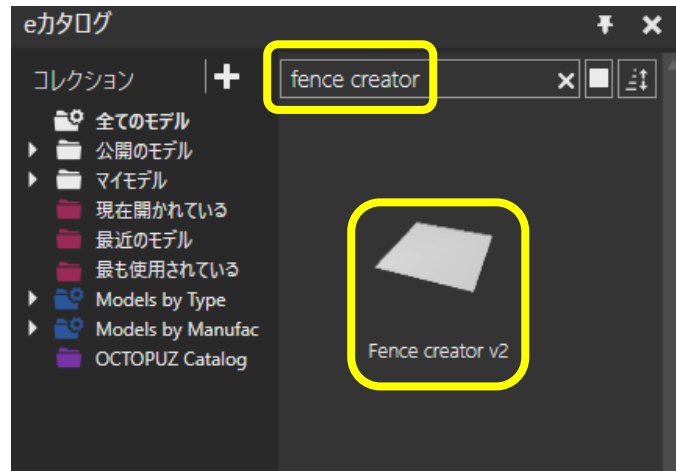 eカタログ
コレクション
fence creator
全てのモデル
公開のモデル
マイモデル
現在開かれている
最近のモデル
最も使用されている
Models by Type
Models by Manufac
OCTOPUZ Catalog
Fence creator v2